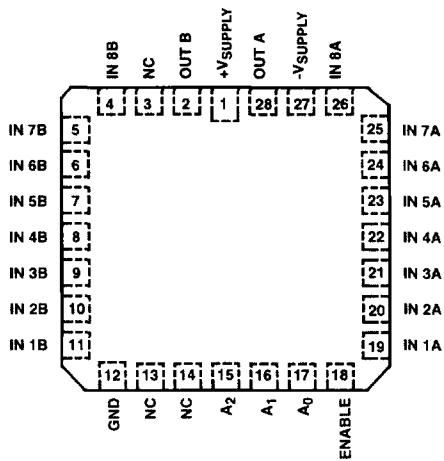 IN 8B
NC
OUT B
+VSUPPLY
OUT A
-VSUPPLY
IN 8A
4 3 2 1 28 27 26
IN 7B 5 25 IN 7A
IN 6B 6 24 IN 6A
IN 5B 7 23 IN 5A
IN 4B 8 22 IN 4A
IN 3B 9 21 IN 3A
IN 2B 10 20 IN 2A
IN 1B 11 19 IN 1A
12 13 14 15 16 17 18
GND
NC
NC
A2
A1
A0
ENABLE